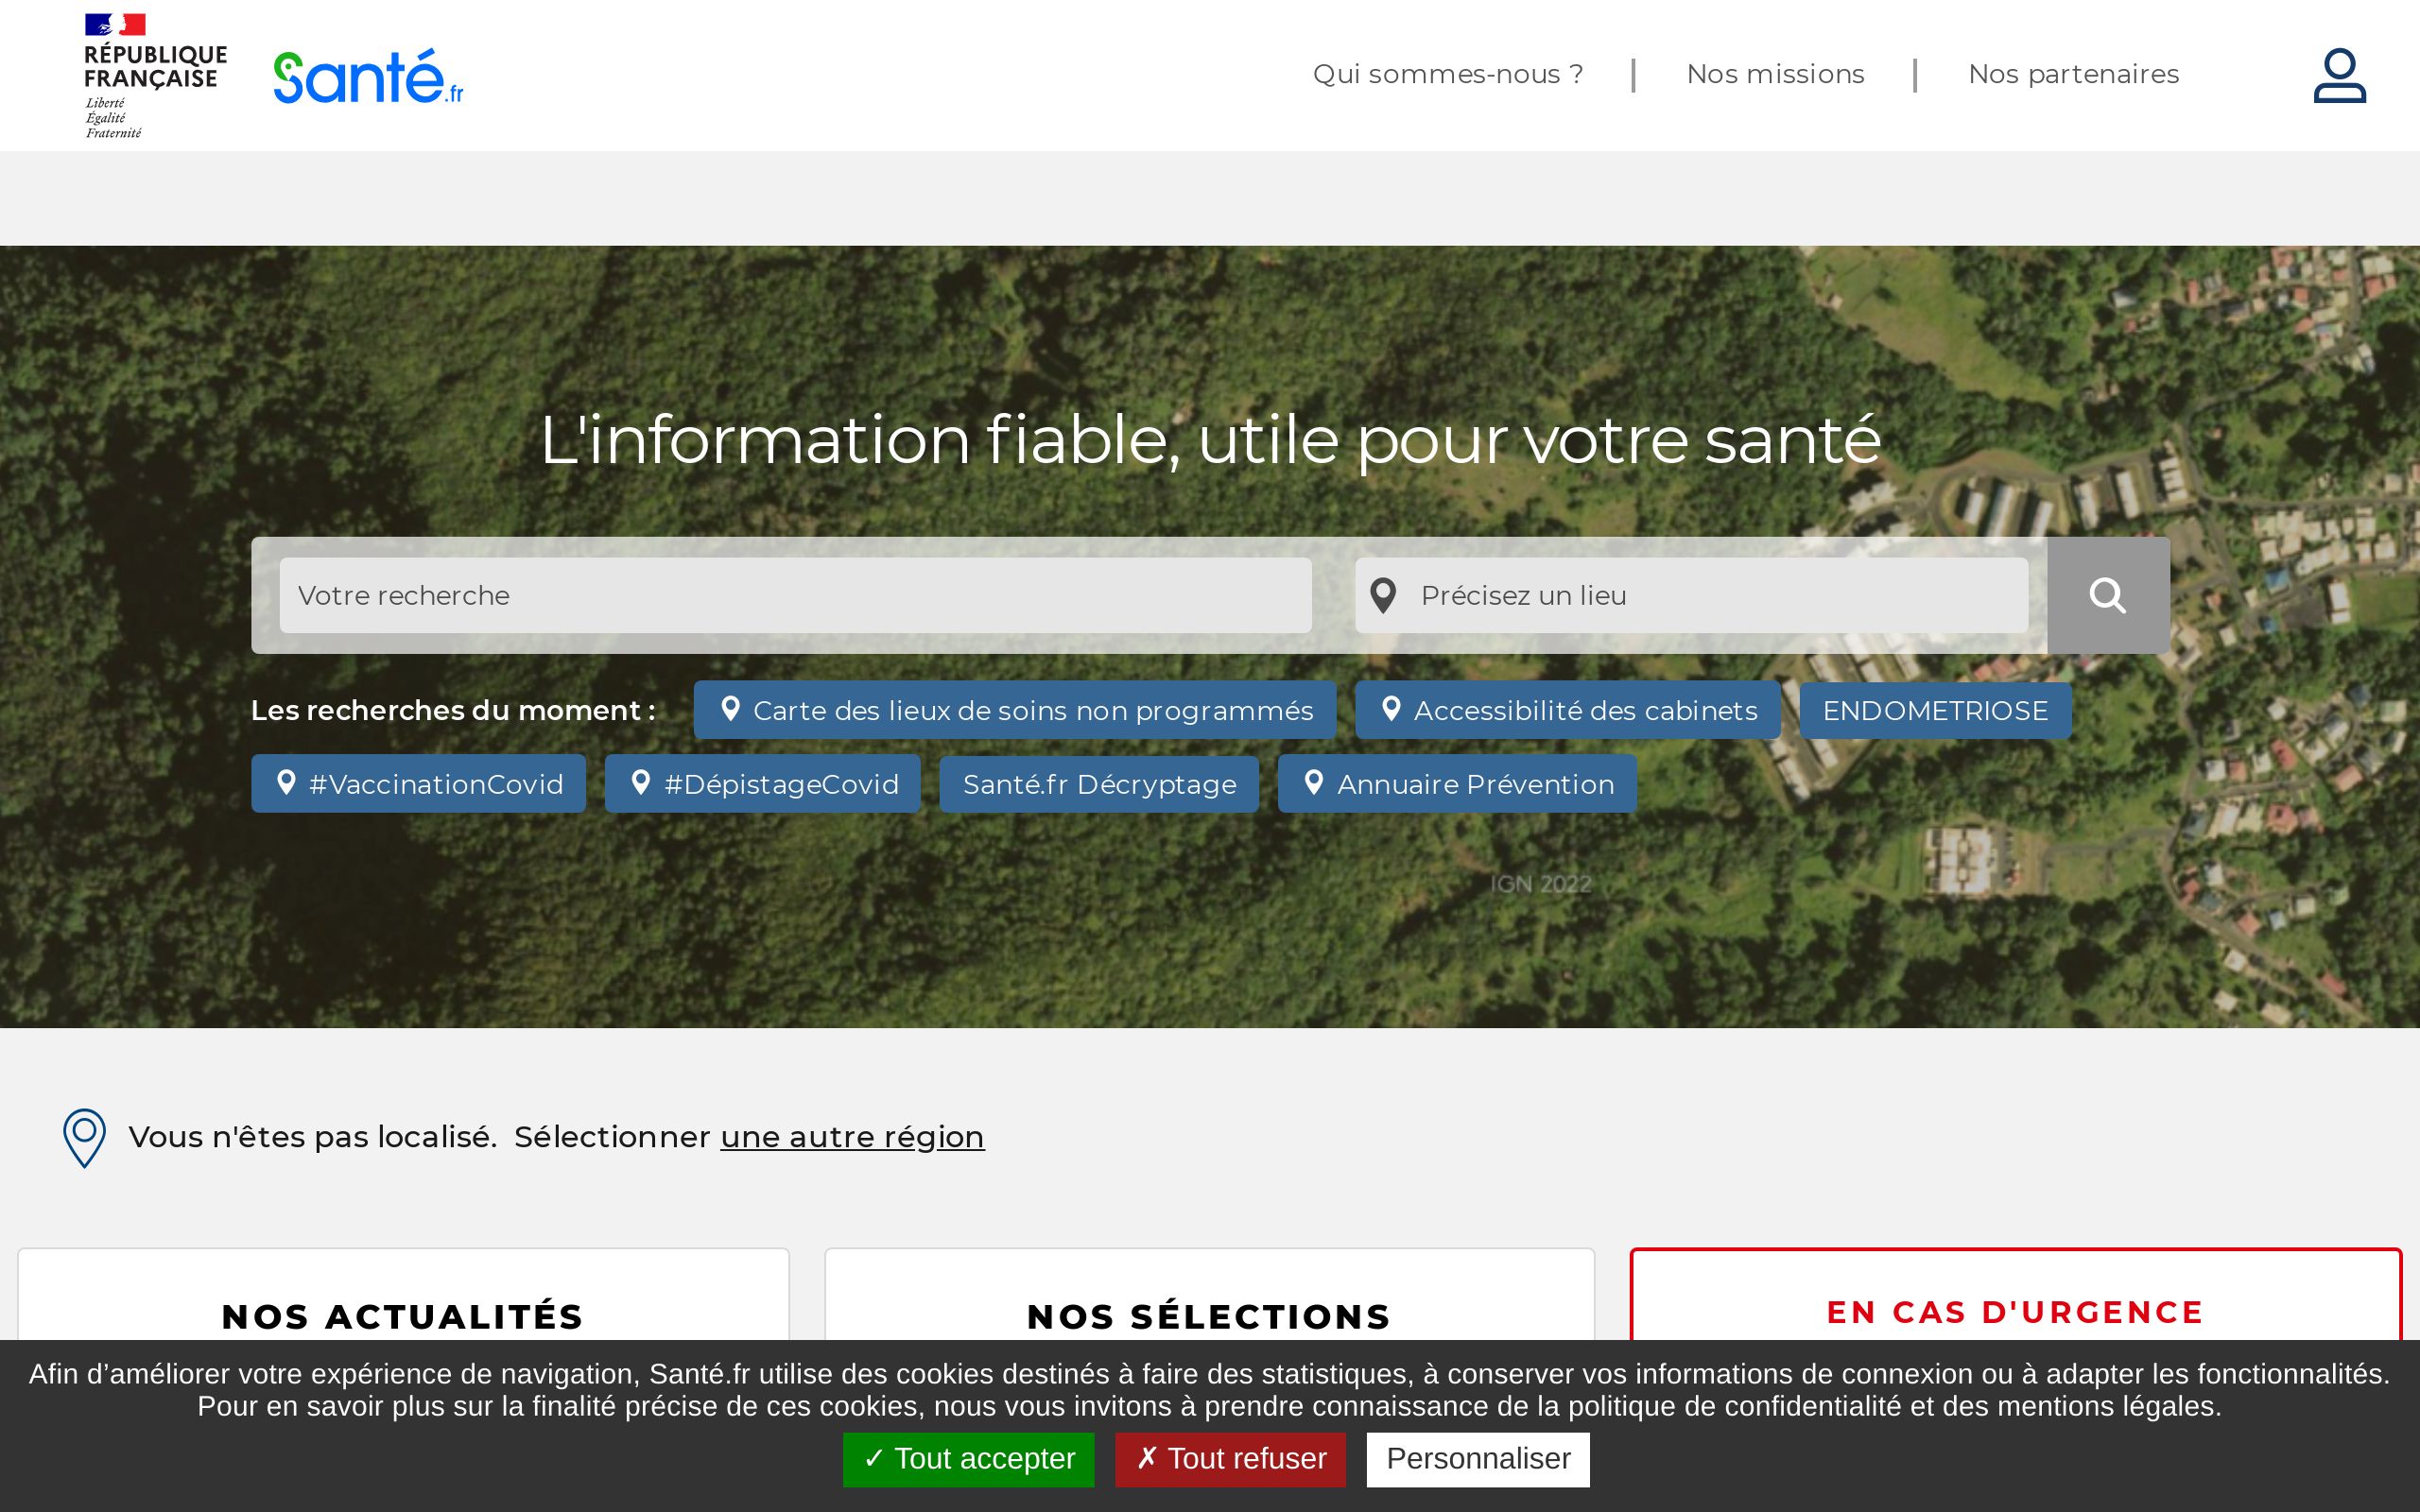 RÉPUBLIQUE
FRANÇAISE
Liberté
Égalité
Fraternité
Santé.fr
Qui sommes-nous ?
Nos missions
Nos partenaires
L'information fiable, utile pour votre santé
Votre recherche
Précisez un lieu
Les recherches du moment :
Carte des lieux de soins non programmés
Accessibilité des cabinets
ENDOMETRIOSE
#VaccinationCovid
#DépistageCovid
Santé.fr Décryptage
Annuaire Prévention
IGN 2022
Vous n'êtes pas localisé. Sélectionner une autre région
NOS ACTUALITÉS
NOS SÉLECTIONS
EN CAS D'URGENCE
Afin d’améliorer votre expérience de navigation, Santé.fr utilise des cookies destinés à faire des statistiques, à conserver vos informations de connexion ou à adapter les fonctionnalités.
Pour en savoir plus sur la finalité précise de ces cookies, nous vous invitons à prendre connaissance de la politique de confidentialité et des mentions légales.
✓ Tout accepter
✗ Tout refuser
Personnaliser